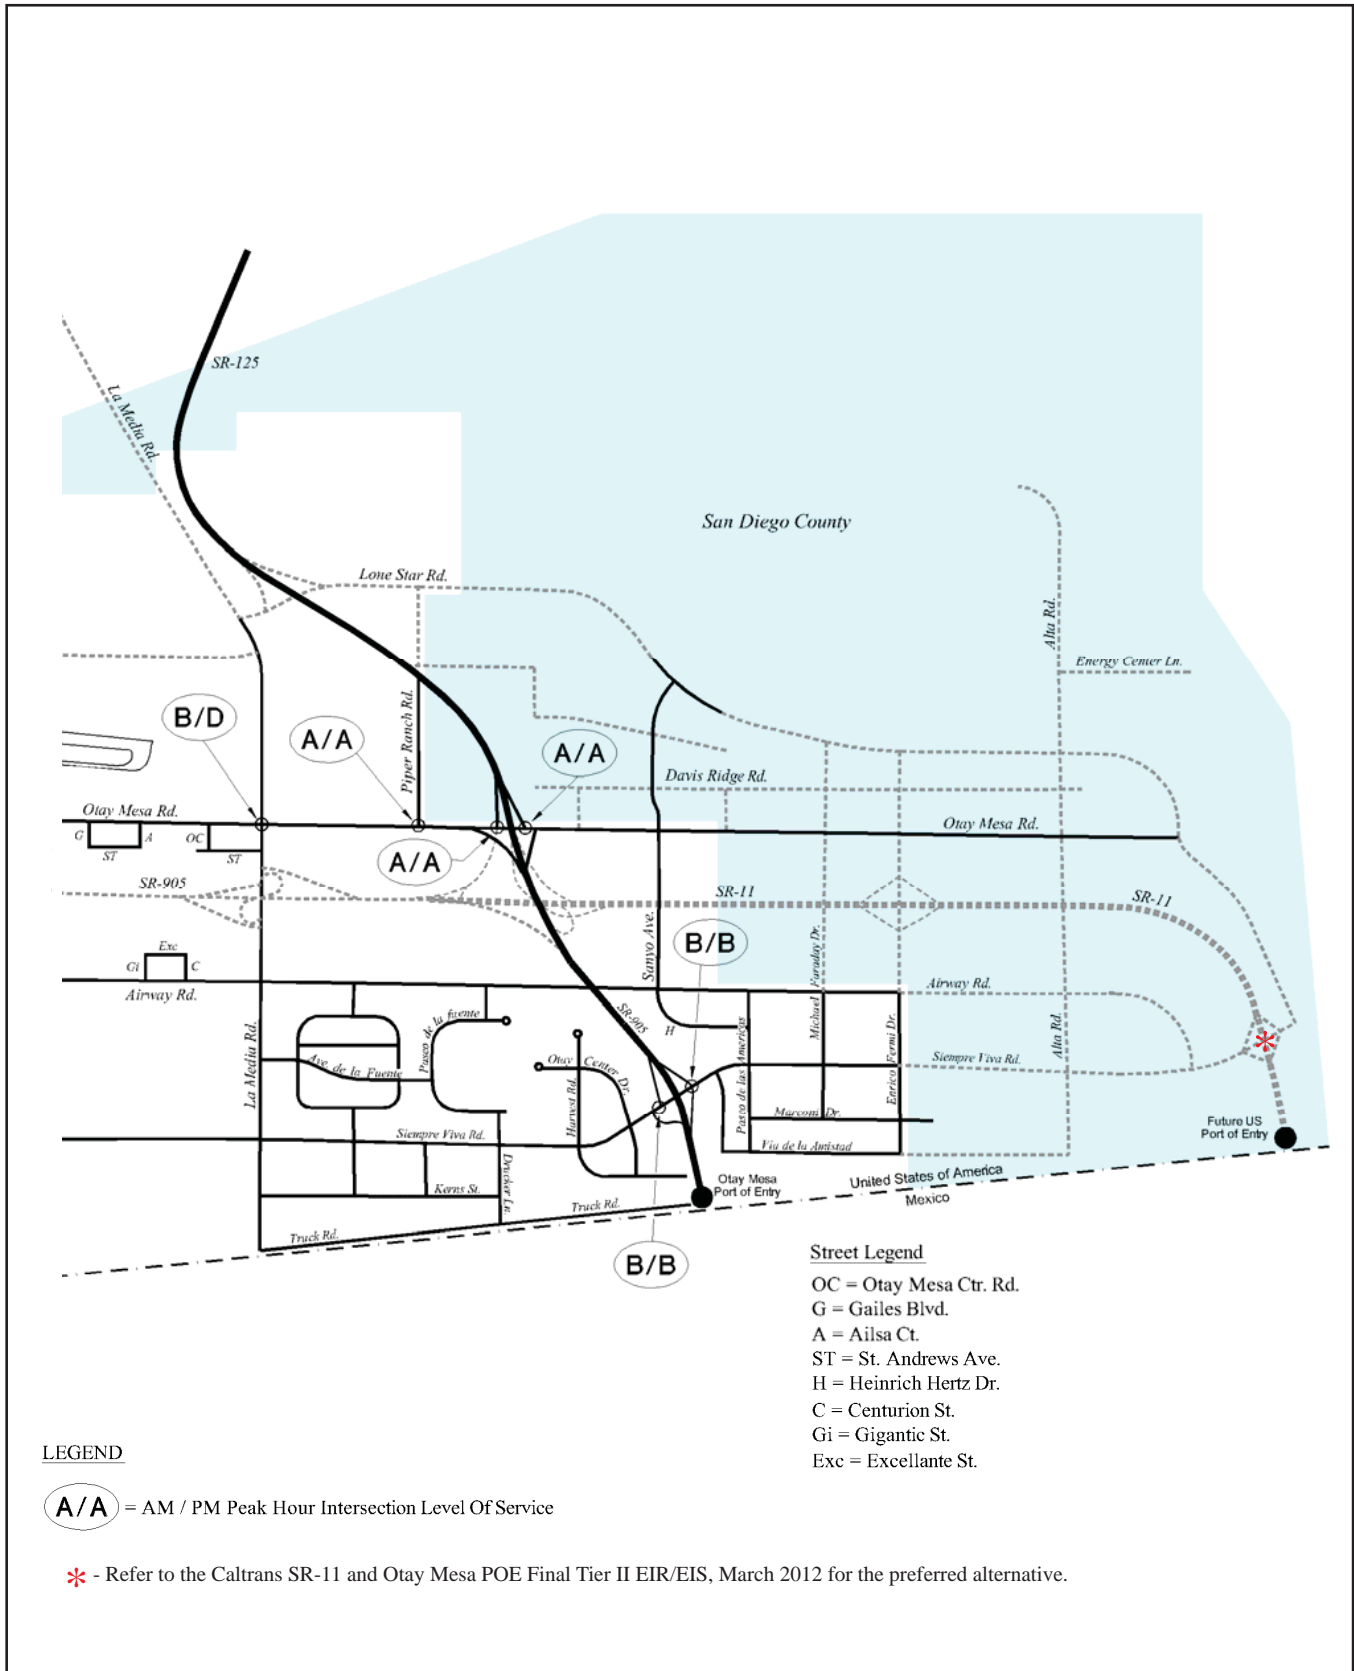 SR-125
La Media Rd.
San Diego County
Lone Star Rd.
Alta Rd.
Energy Center Ln.
B/D
A/A
Piper Ranch Rd.
A/A
Davis Ridge Rd.
Otay Mesa Rd.
G
A
OC
ST
ST
Otay Mesa Rd.
A/A
SR-905
SR-11
SR-11
Exc
Gi
C
Airway Rd.
Sanyo Ave.
B/B
Michael Faraday Dr.
Airway Rd.
La Media Rd.
Paseo de la fuente
Ave. de la Fuente
SR-905
H
Otay Center Dr.
Harvest Rd.
Paseo de las Americas
Enrico Fermi Dr.
Alta Rd.
Siempre Viva Rd.
Marconi Dr.
Via de la Amistad
Siempre Viva Rd.
Drucker Ln.
Kerns St.
Truck Rd.
Truck Rd.
Otay Mesa
Port of Entry
Future US
Port of Entry
United States of America
Mexico
B/B
Street Legend
OC = Otay Mesa Ctr. Rd.
G = Gailes Blvd.
A = Ailsa Ct.
ST = St. Andrews Ave.
H = Heinrich Hertz Dr.
C = Centurion St.
Gi = Gigantic St.
Exc = Excellante St.
LEGEND
A/A = AM / PM Peak Hour Intersection Level Of Service
* - Refer to the Caltrans SR-11 and Otay Mesa POE Final Tier II EIR/EIS, March 2012 for the preferred alternative.